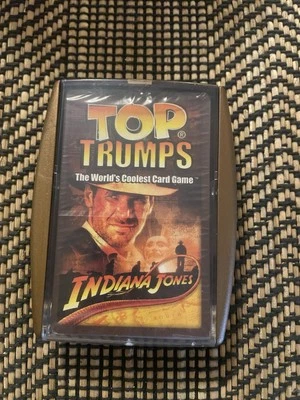 TOP®
TRUMPS
The World's Coolest Card Game™
INDIANA JONES